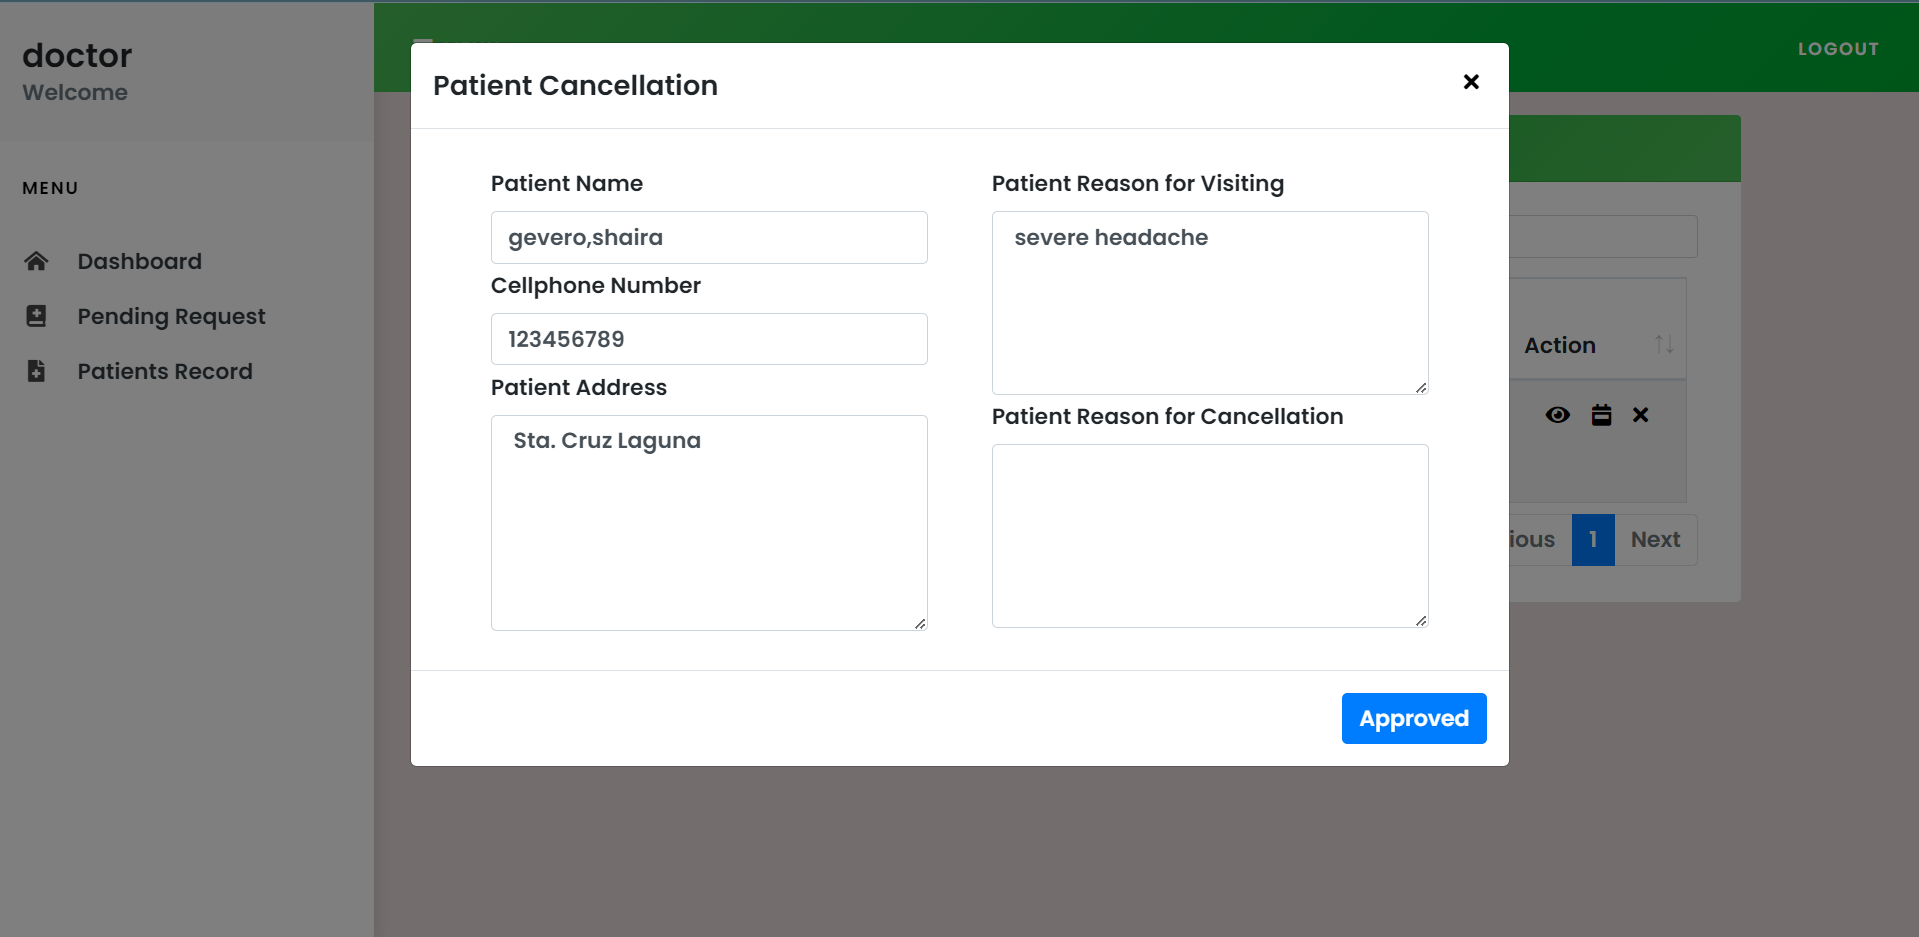 doctor
Welcome
MENU
Dashboard
Pending Request
Patients Record
LOGOUT
Patient Cancellation
Patient Name
gevero,shaira
Cellphone Number
123456789
Patient Address
Sta. Cruz Laguna
Patient Reason for Visiting
severe headache
Patient Reason for Cancellation
Approved
Action
ious 1 Next